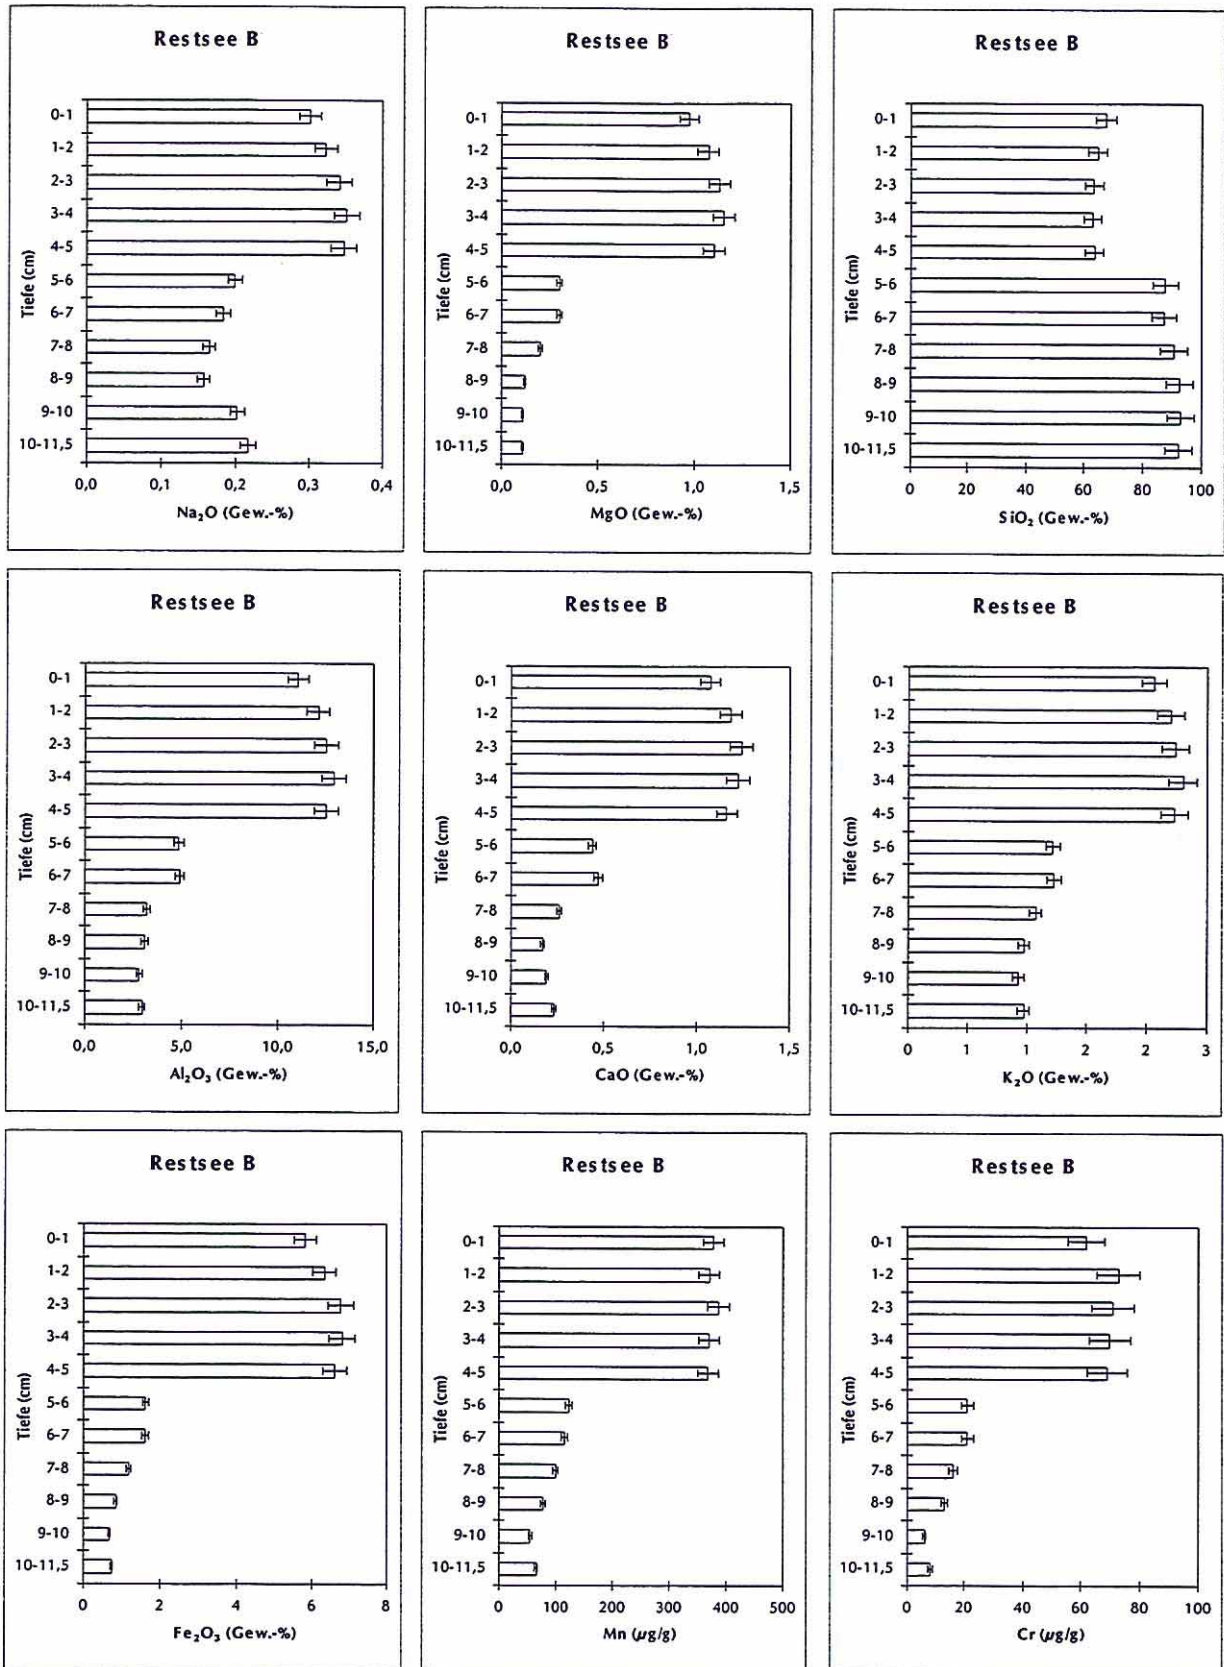 Restsee B
Tiefe (cm)
0-1
1-2
2-3
3-4
4-5
5-6
6-7
7-8
8-9
9-10
10-11,5
0,0 0,1 0,2 0,3 0,4
Na₂O (Gew.-%)
Restsee B
Tiefe (cm)
0-1
1-2
2-3
3-4
4-5
5-6
6-7
7-8
8-9
9-10
10-11,5
0,0 0,5 1,0 1,5
MgO (Gew.-%)
Restsee B
Tiefe (cm)
0-1
1-2
2-3
3-4
4-5
5-6
6-7
7-8
8-9
9-10
10-11,5
0 20 40 60 80 100
SiO₂ (Gew.-%)
Restsee B
Tiefe (cm)
0-1
1-2
2-3
3-4
4-5
5-6
6-7
7-8
8-9
9-10
10-11,5
0,0 5,0 10,0 15,0
Al₂O₃ (Gew.-%)
Restsee B
Tiefe (cm)
0-1
1-2
2-3
3-4
4-5
5-6
6-7
7-8
8-9
9-10
10-11,5
0,0 0,5 1,0 1,5
CaO (Gew.-%)
Restsee B
Tiefe (cm)
0-1
1-2
2-3
3-4
4-5
5-6
6-7
7-8
8-9
9-10
10-11,5
0 1 1 2 2 3
K₂O (Gew.-%)
Restsee B
Tiefe (cm)
0-1
1-2
2-3
3-4
4-5
5-6
6-7
7-8
8-9
9-10
10-11,5
0 2 4 6 8
Fe₂O₃ (Gew.-%)
Restsee B
Tiefe (cm)
0-1
1-2
2-3
3-4
4-5
5-6
6-7
7-8
8-9
9-10
10-11,5
0 100 200 300 400 500
Mn (µg/g)
Restsee B
Tiefe (cm)
0-1
1-2
2-3
3-4
4-5
5-6
6-7
7-8
8-9
9-10
10-11,5
0 20 40 60 80 100
Cr (µg/g)